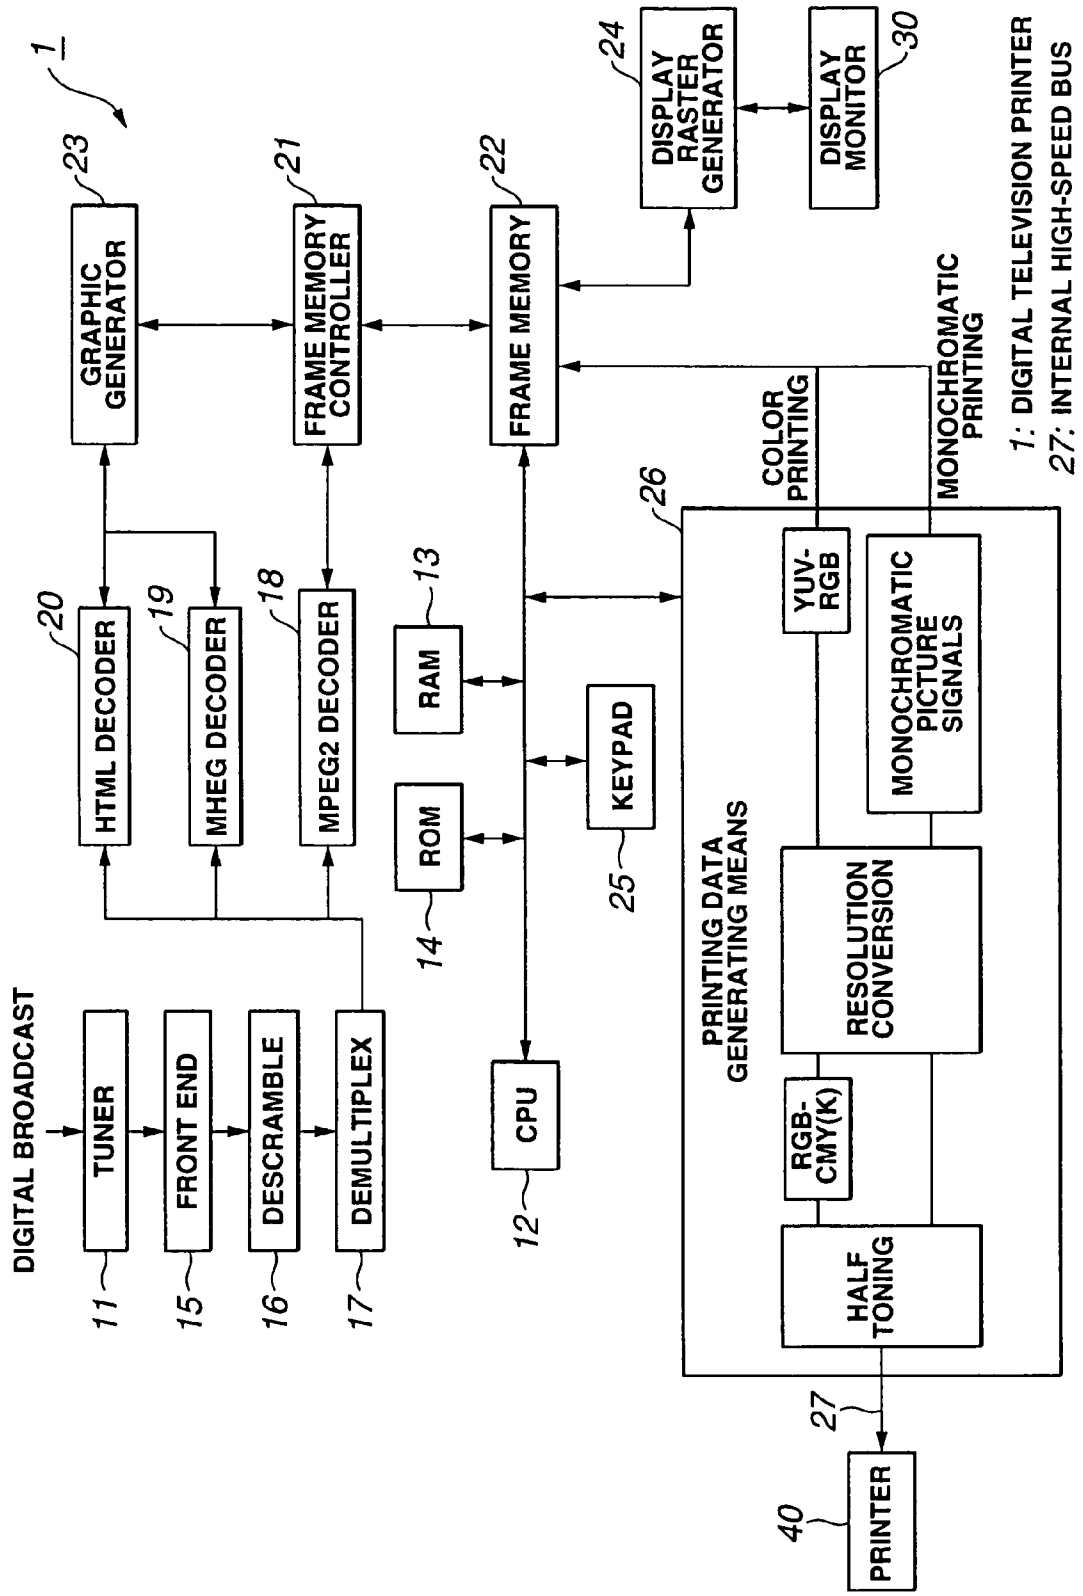 1
DIGITAL BROADCAST
TUNER
11
FRONT END
15
DESCRAMBLE
16
DEMULTIPLEX
17
HTML DECODER
20
MHEG DECODER
19
MPEG2 DECODER
18
GRAPHIC
GENERATOR
23
FRAME MEMORY
CONTROLLER
21
FRAME MEMORY
22
DISPLAY
RASTER
GENERATOR
24
DISPLAY
MONITOR
30
ROM
14
RAM
13
CPU
12
KEYPAD
25
26
PRINTING DATA
GENERATING MEANS
COLOR
PRINTING
MONOCHROMATIC
PRINTING
YUV-
RGB
MONOCHROMATIC
PICTURE
SIGNALS
RESOLUTION
CONVERSION
RGB-
CMY(K)
HALF
TONING
27
PRINTER
40
1: DIGITAL TELEVISION PRINTER
27: INTERNAL HIGH-SPEED BUS